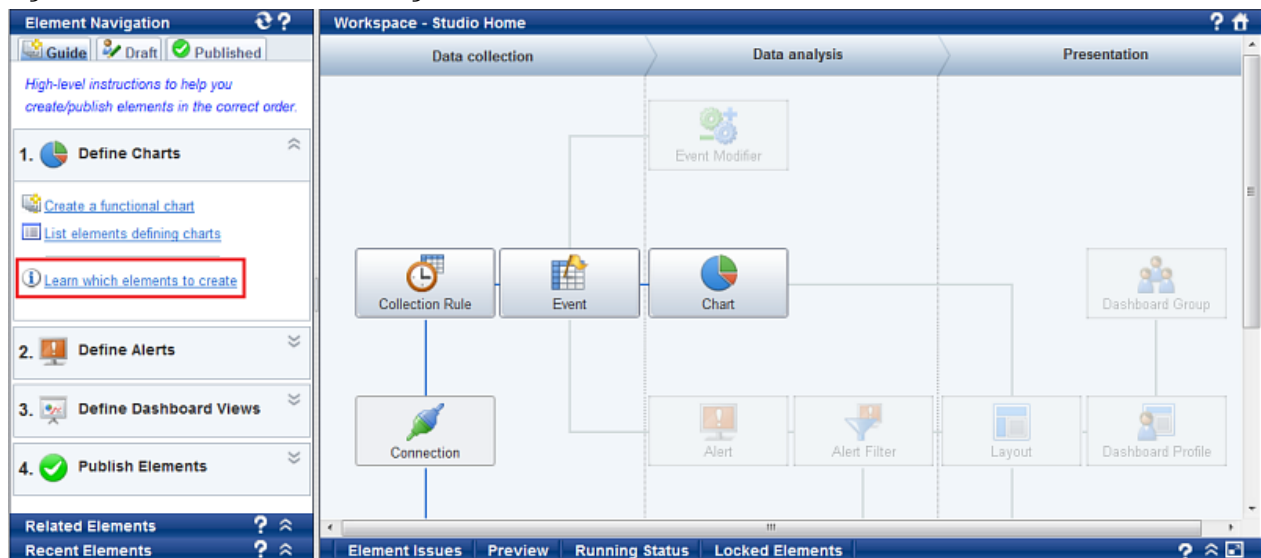 Element Navigation
Guide
Draft
Published
High-level instructions to help you
create/publish elements in the correct order.
1. Define Charts
Create a functional chart
List elements defining charts
Learn which elements to create
2. Define Alerts
3. Define Dashboard Views
4. Publish Elements
Related Elements
Recent Elements
Workspace - Studio Home
Data collection
Data analysis
Presentation
Event Modifier
Collection Rule
Event
Chart
Dashboard Group
Connection
Alert
Alert Filter
Layout
Dashboard Profile
Element Issues
Preview
Running Status
Locked Elements